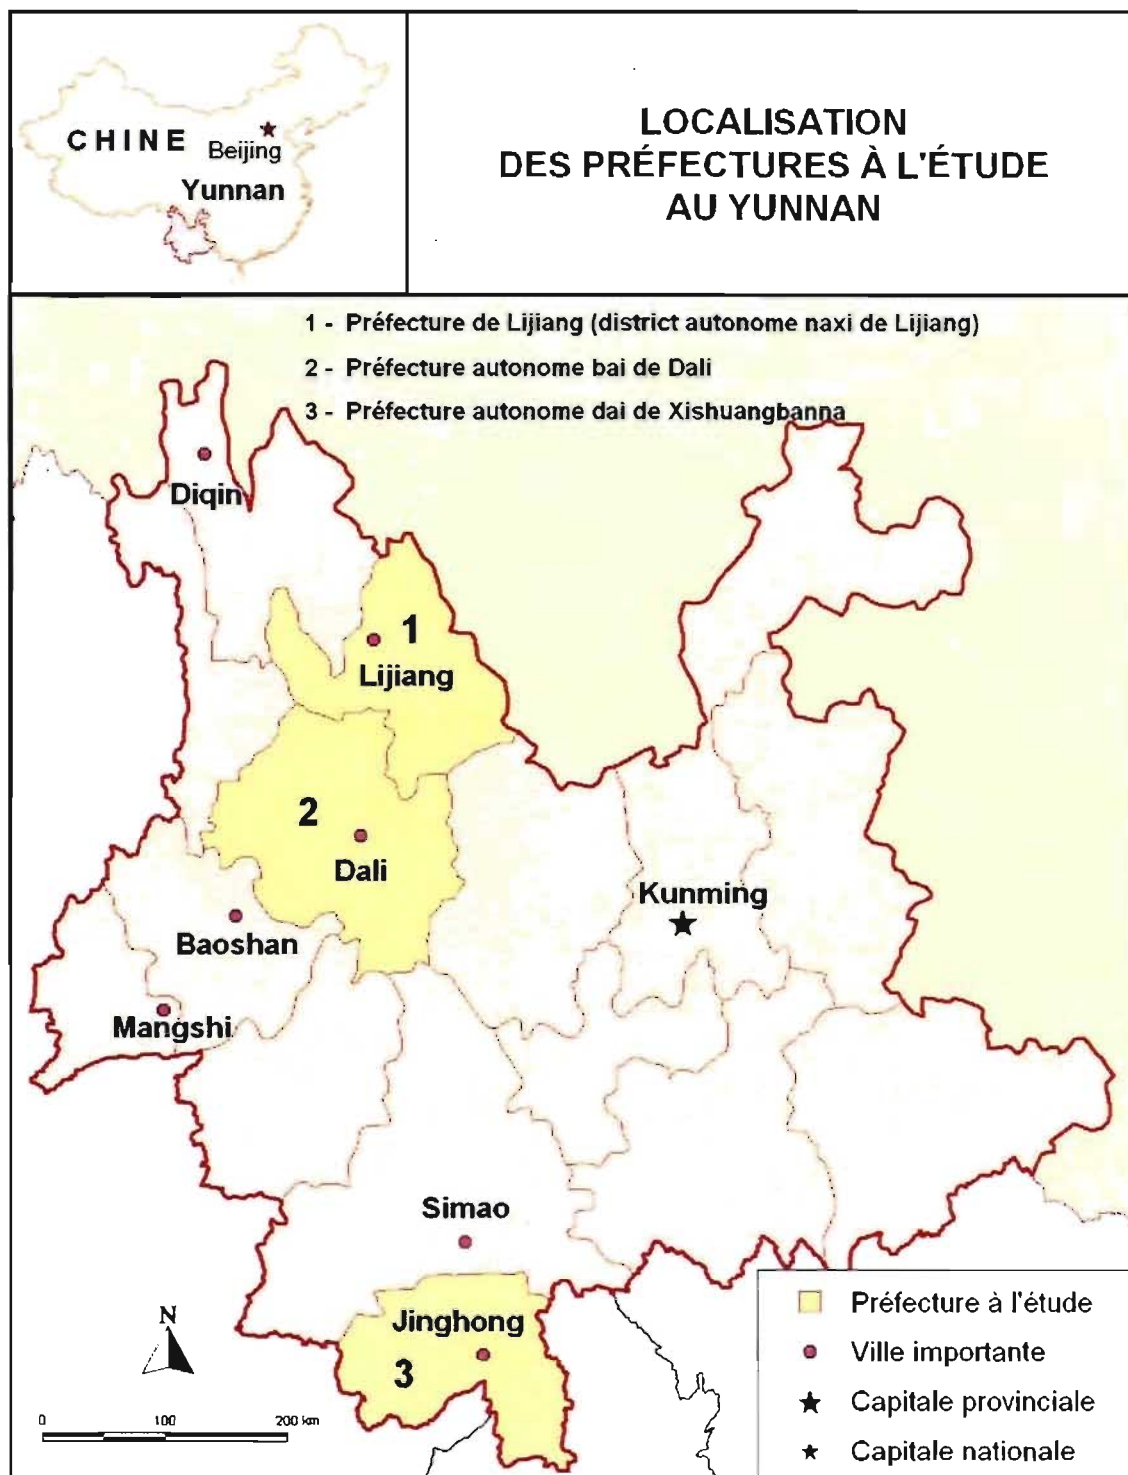 CHINE
Beijing
Yunnan
LOCALISATION
DES PRÉFECTURES À L'ÉTUDE
AU YUNNAN
1 - Préfecture de Lijiang (district autonome naxi de Lijiang)
2 - Préfecture autonome bai de Dali
3 - Préfecture autonome dai de Xishuangbanna
Diqin
1
Lijiang
2
Dali
Kunming
Baoshan
Mangshi
Simao
Jinghong
3
N
0 100 200 km
Préfecture à l'étude
Ville importante
Capitale provinciale
Capitale nationale